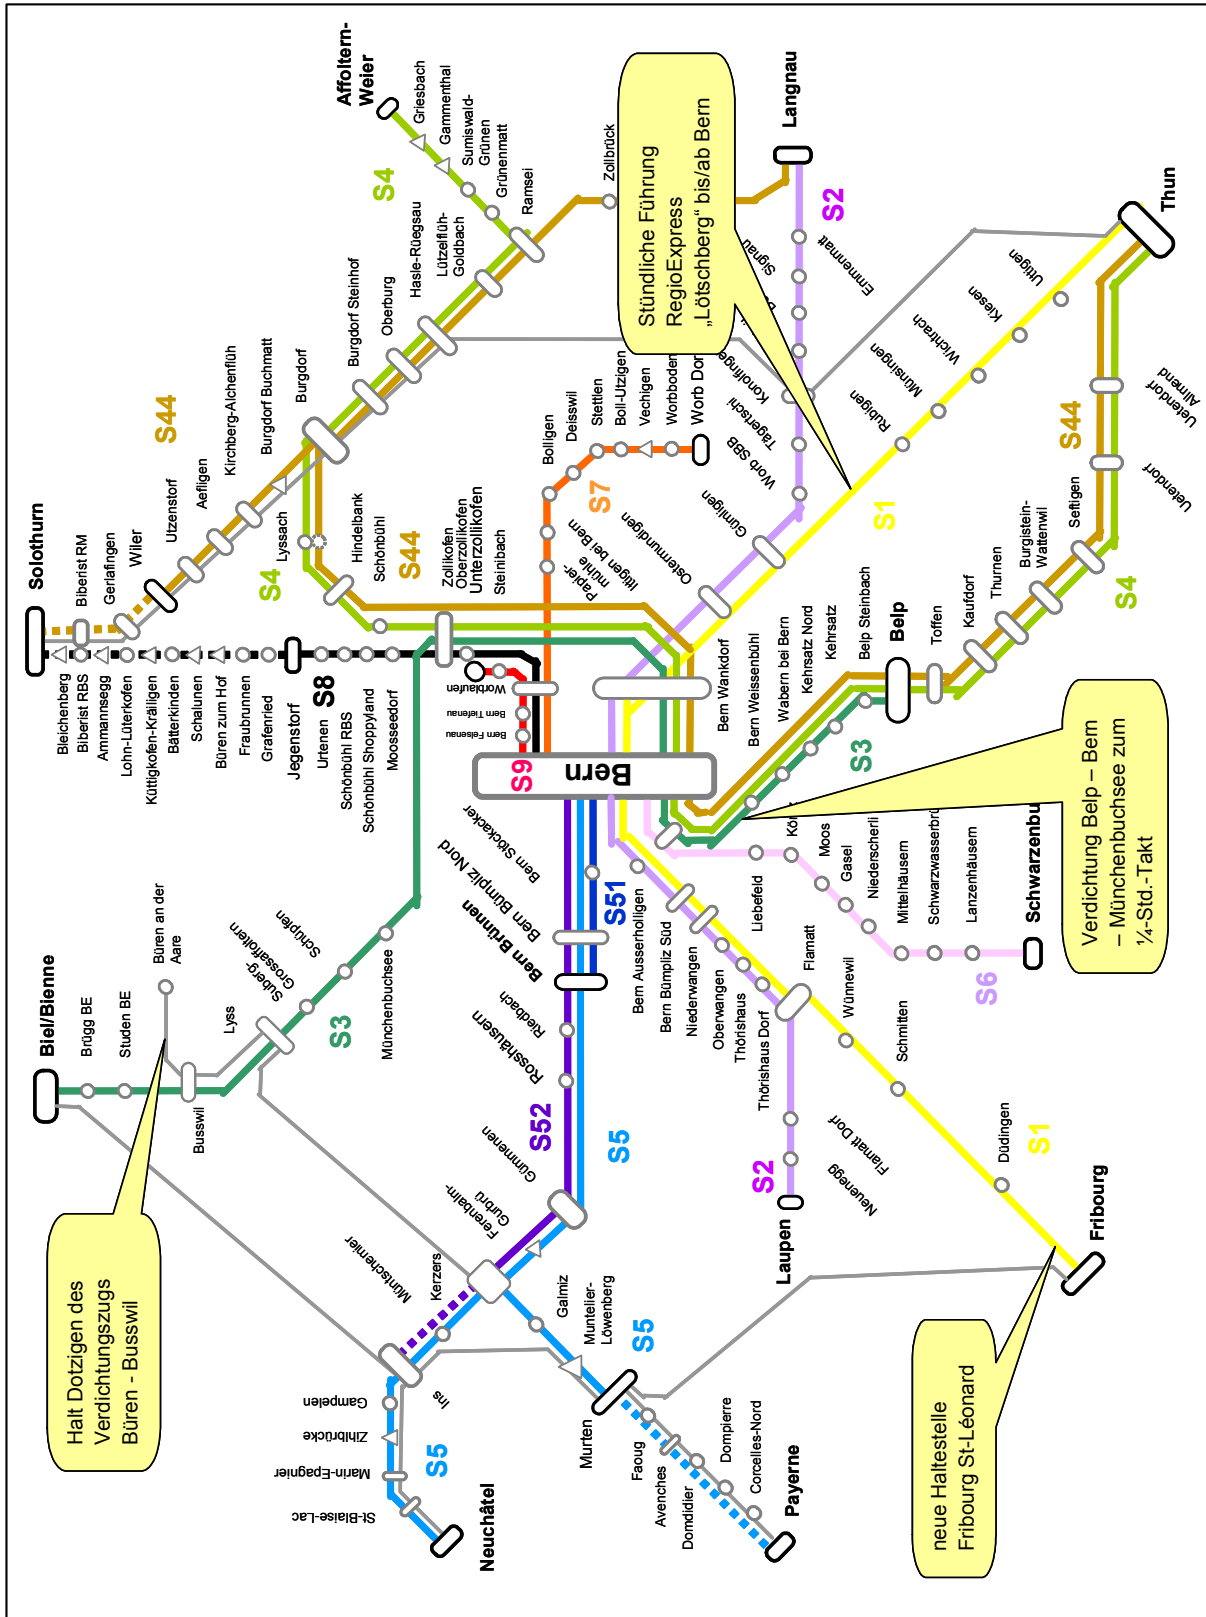 Halt Dotzigen des
Verdichtungszugs
Büren - Busswil
Biel/Bienne
Brügg BE
Studen BE
Büren an der
Aare
Busswil
Lyss
Suberg-
Grossaffoltern
Schüpfen
Münchenbuchsee
S3
Solothurn
Bleichenberg
Biberist RBS
Ammannsegg
Lohn-Lüterkofen
Küttigkofen-Kräiligen
Bätterkinden
Schalunen
Büren zum Hof
Fraubrunnen
Grafenried
Jegenstorf
S8
Urtenen
Schönbühl RBS
Schönbühl Shoppyland
Moosseedorf
Biberist RM
Gerlafingen
Wiler
Utzenstorf
Aefligen
Kirchberg-Alchenflüh
Burgdorf Buchmatt
S44
Burgdorf
Burgdorf Steinhof
Oberburg
Hasle-Rüegsau
Lützelflüh-
Goldbach
Ramsei
Grünenmatt
Sumiswald-
Grünen
Gammenthal
Griesbach
Affoltern-
Weier
S4
Zollbrück
Langnau
S4
Lyssach
Hindelbank
Schönbühl
S44
Zollikofen
Oberzollikofen
Unterzollikofen
Steinibach
Worblaufen
Bern Tiefenau
Bern Felsenau
S9
Bern
S7
Papier-
mühle
Ittigen bei Bern
Bolligen
Deisswil
Stettlen
Boll-Utzigen
Vechigen
Worbboden
Worb Dorf
Stündliche Führung
RegioExpress
„Lötschberg“ bis/ab Bern
S2
Emmenmatt
Signau
Tägertschi
Worb SBB
Gümligen
Ostermundigen
Bern Wankdorf
S1
Rubigen
Münsingen
Wichtrach
Kiesen
Uttigen
Thun
S44
Uetendorf
Allmend
Uetendorf
Seftigen
Burgistein-
Wattenwil
Thurnen
Kaufdorf
Toffen
S4
Belp
Belp Steinbach
Kehrsatz
Kehrsatz Nord
Wabern bei Bern
Bern Weissenbühl
S3
Verdichtung Belp – Bern
– Münchenbuchsee zum
¼-Std.-Takt
Liebefeld
Moos
Gasel
Niederscherli
Mittelhäusern
Lanzenhäusern
S6
Bern Stöckacker
Bern Bümpliz Nord
Bern Brünnen
S51
Riedbach
Rosshäusern
S52
S5
Gümmenen
Ferenbalm-
Gurbrü
Kerzers
Müntschemier
Ins
Gampelen
Zihlbrücke
Marin-Epagnier
St-Blaise-Lac
S5
Neuchâtel
Galmiz
Muntelier-
Löwenberg
S5
Murten
Faoug
Avenches
Domdidier
Dompierre
Corcelles-Nord
Payerne
Bern Ausserholligen
Bern Bümpliz Süd
Niederwangen
Oberwangen
Thörishaus
Thörishaus Dorf
Flamatt
Flamatt Dorf
Neuenegg
S2
Laupen
Wünnewil
Schmitten
Düdingen
S1
Fribourg
neue Haltestelle
Fribourg St-Léonard